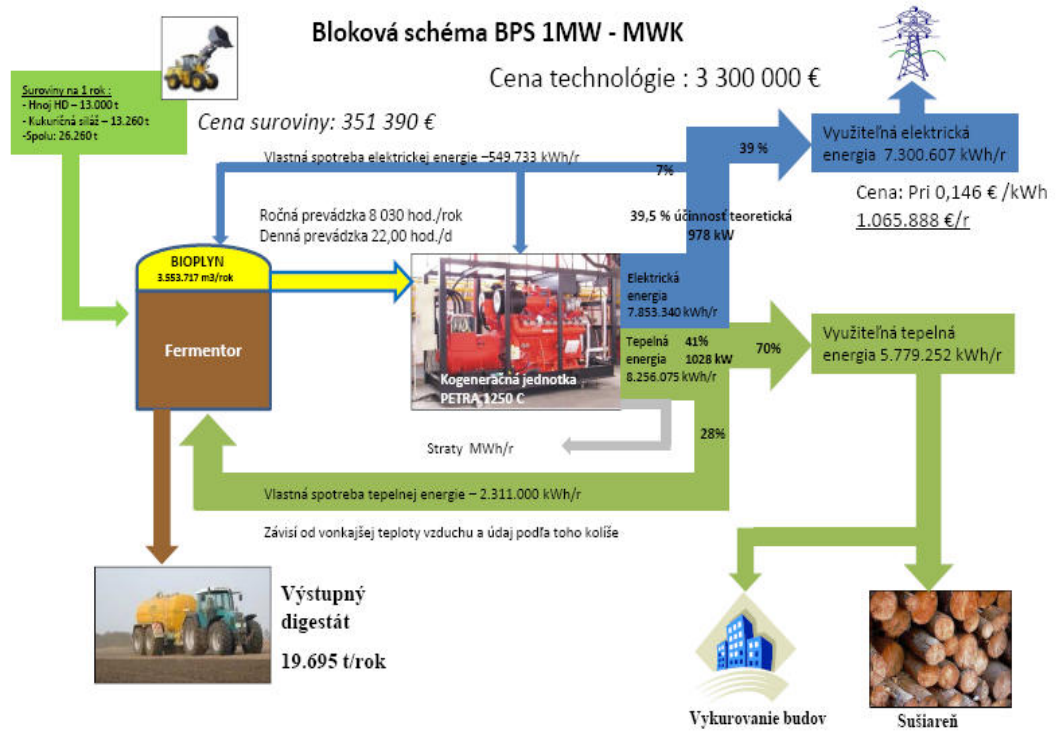 Bloková schéma BPS 1MW - MWK
Cena technológie : 3 300 000 €
Suroviny na 1 rok :
- Hnoj HD – 13.000 t
- Kukuričná siláž – 13.260 t
-Spolu: 26.260 t
Cena suroviny: 351 390 €
Vlastná spotreba elektrickej energie –549.733 kWh/r
7%
39 %
Využiteľná elektrická
energia 7.300.607 kWh/r
Cena: Pri 0,146 € /kWh
1.065.888 €/r
Ročná prevádzka 8 030 hod./rok
Denná prevádzka 22,00 hod./d
39,5 % účinnosť teoretická
978 kW
BIOPLYN
3.553.717 m3/rok
Fermentor
Kogeneračná jednotka
PETRA 1250 C
Elektrická
energia
7.853.340 kWh/r
Tepelná 41%
energia 1028 kW
8.256.075 kWh/r
70%
Využiteľná tepelná
energia 5.779.252 kWh/r
28%
Straty MWh/r
Vlastná spotreba tepelnej energie – 2.311.000 kWh/r
Závisí od vonkajšej teploty vzduchu a údaj podľa toho kolíše
Výstupný
digestát
19.695 t/rok
Vykurovanie budov
Sušiareň